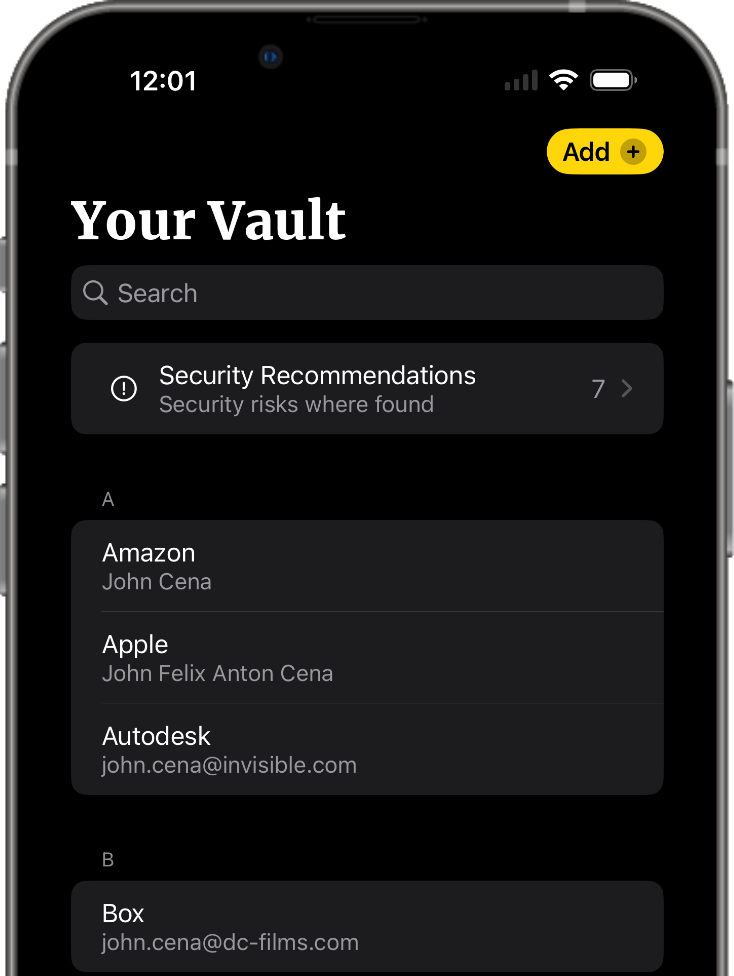 12:01
Add +
Your Vault
Search
Security Recommendations
Security risks where found
7
A
Amazon
John Cena
Apple
John Felix Anton Cena
Autodesk
john.cena@invisible.com
B
Box
john.cena@dc-films.com